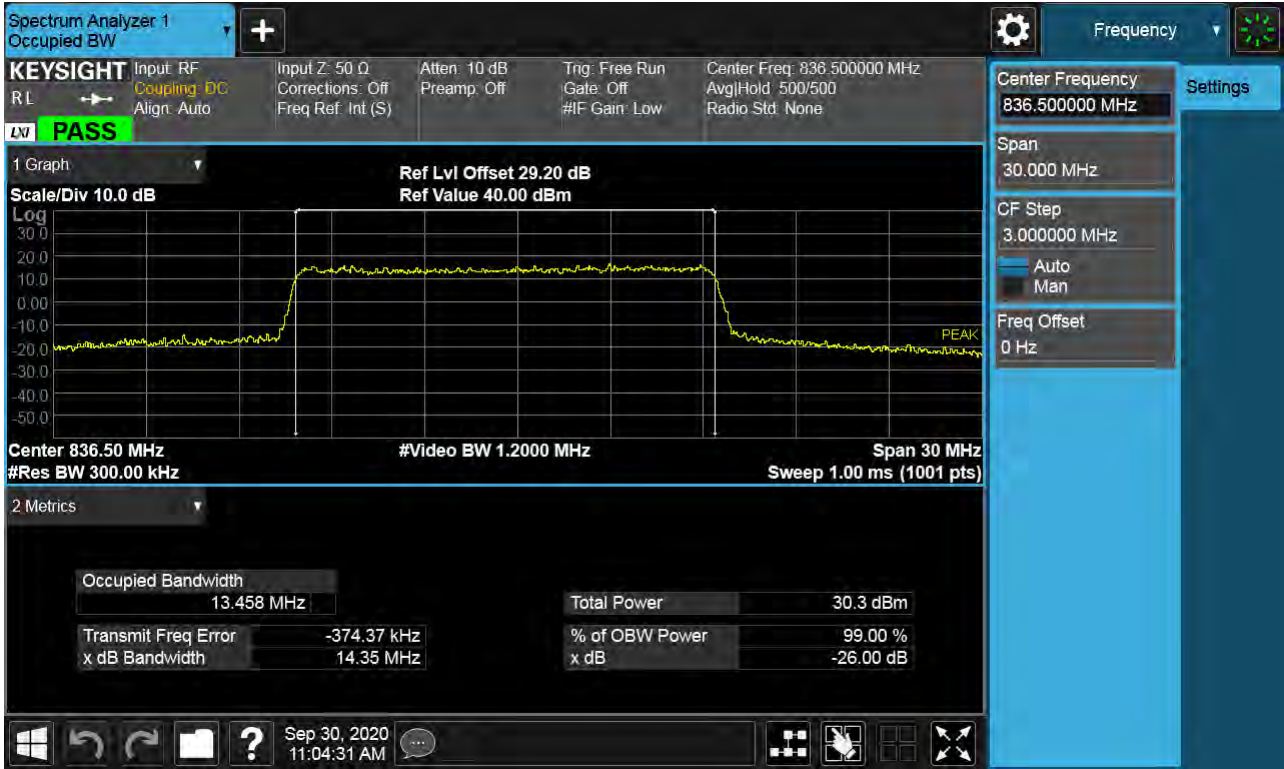 Spectrum Analyzer 1
Occupied BW
+
Frequency
KEYSIGHT
RL
LXI PASS
Input: RF
Coupling: DC
Align: Auto
Input Z: 50 Ω
Corrections: Off
Freq Ref: Int (S)
Atten: 10 dB
Preamp: Off
Trig: Free Run
Gate: Off
#IF Gain: Low
Center Freq: 836.500000 MHz
Avg|Hold: 500/500
Radio Std: None
1 Graph
Scale/Div 10.0 dB
Ref Lvl Offset 29.20 dB
Ref Value 40.00 dBm
Log
30.0
20.0
10.0
0.00
-10.0
-20.0
-30.0
-40.0
-50.0
PEAK
Center 836.50 MHz
#Res BW 300.00 kHz
#Video BW 1.2000 MHz
Span 30 MHz
Sweep 1.00 ms (1001 pts)
2 Metrics
Occupied Bandwidth
13.458 MHz
Transmit Freq Error -374.37 kHz
x dB Bandwidth 14.35 MHz
Total Power 30.3 dBm
% of OBW Power 99.00 %
x dB -26.00 dB
Center Frequency
836.500000 MHz
Span
30.000 MHz
CF Step
3.000000 MHz
Auto
Man
Freq Offset
0 Hz
Settings
?
Sep 30, 2020
11:04:31 AM